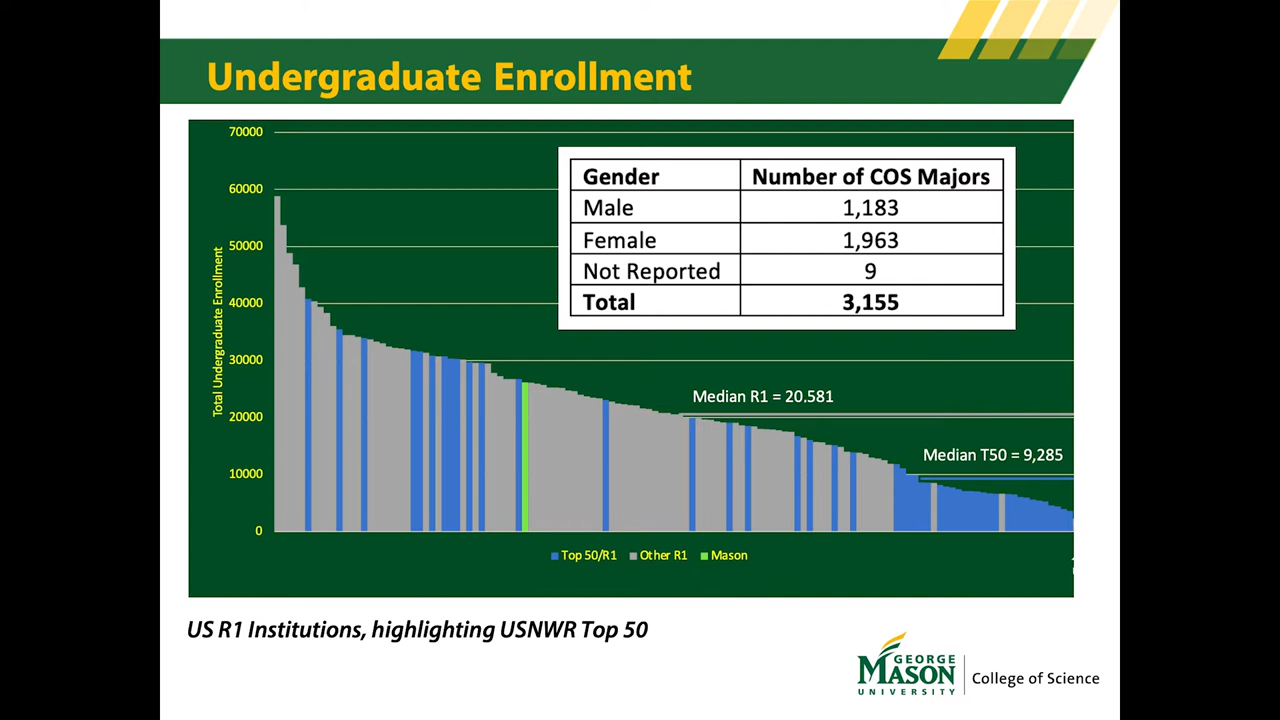 Undergraduate Enrollment
70000
60000
50000
40000
30000
20000
10000
0
Total Undergraduate Enrollment
Gender Number of COS Majors
Male 1,183
Female 1,963
Not Reported 9
Total 3,155
Median R1 = 20.581
Median T50 = 9,285
Top 50/R1 Other R1 Mason
US R1 Institutions, highlighting USNWR Top 50
GEORGE
MASON
UNIVERSITY
College of Science